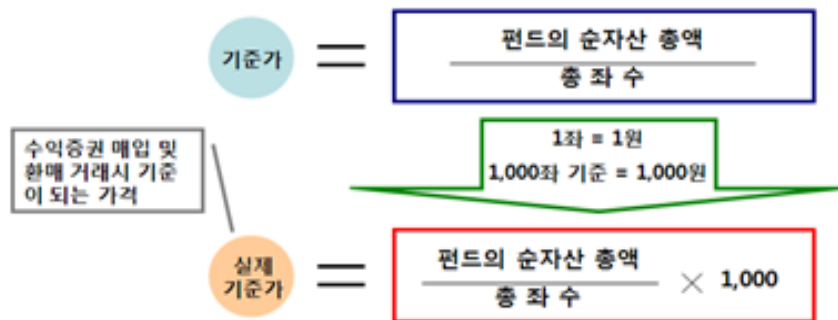 기준가
펀드의 순자산 총액
총 좌 수
1좌 = 1원
1,000좌 기준 = 1,000원
수익증권 매입 및
환매 거래시 기준
이 되는 가격
실제
기준가
펀드의 순자산 총액
총 좌 수
× 1,000